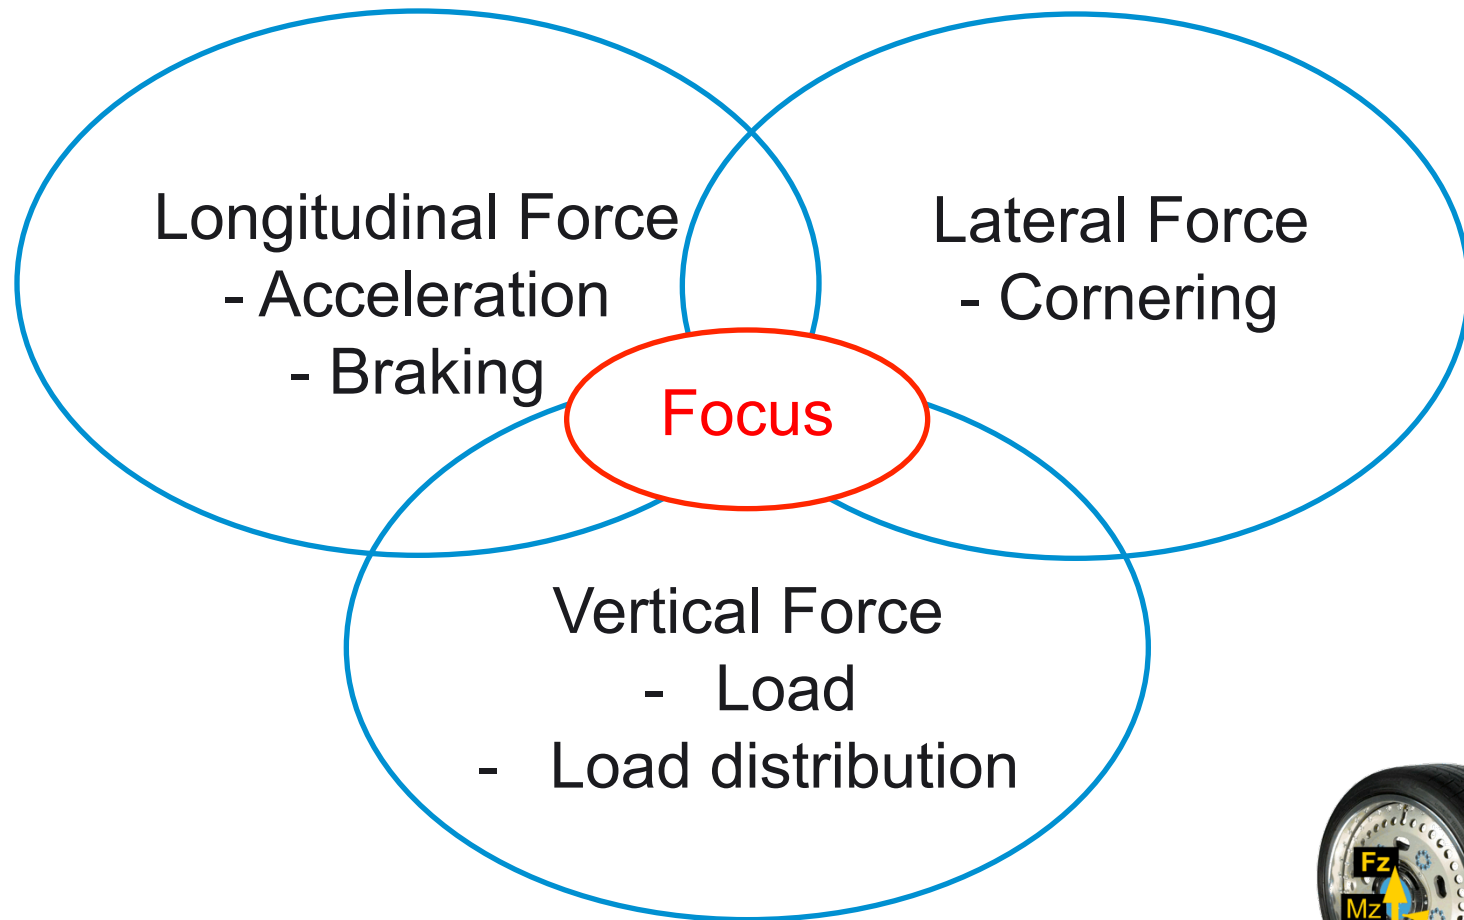 Longitudinal Force
- Acceleration
- Braking
Lateral Force
- Cornering
Focus
Vertical Force
- Load
- Load distribution
Fz
Mz